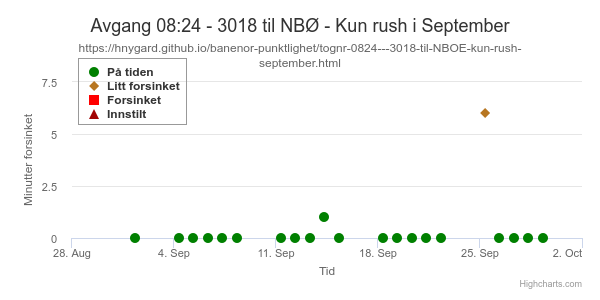 Avgang 08:24 - 3018 til NBØ - Kun rush i September
https://hnygard.github.io/banenor-punktlighet/tognr-0824---3018-til-NBOE-kun-rush-
september.html
På tiden
Litt forsinket
Forsinket
Innstilt
Minutter forsinket
7.5
5
2.5
0
28. Aug
4. Sep
11. Sep
18. Sep
25. Sep
2. Oct
Tid
Highcharts.com